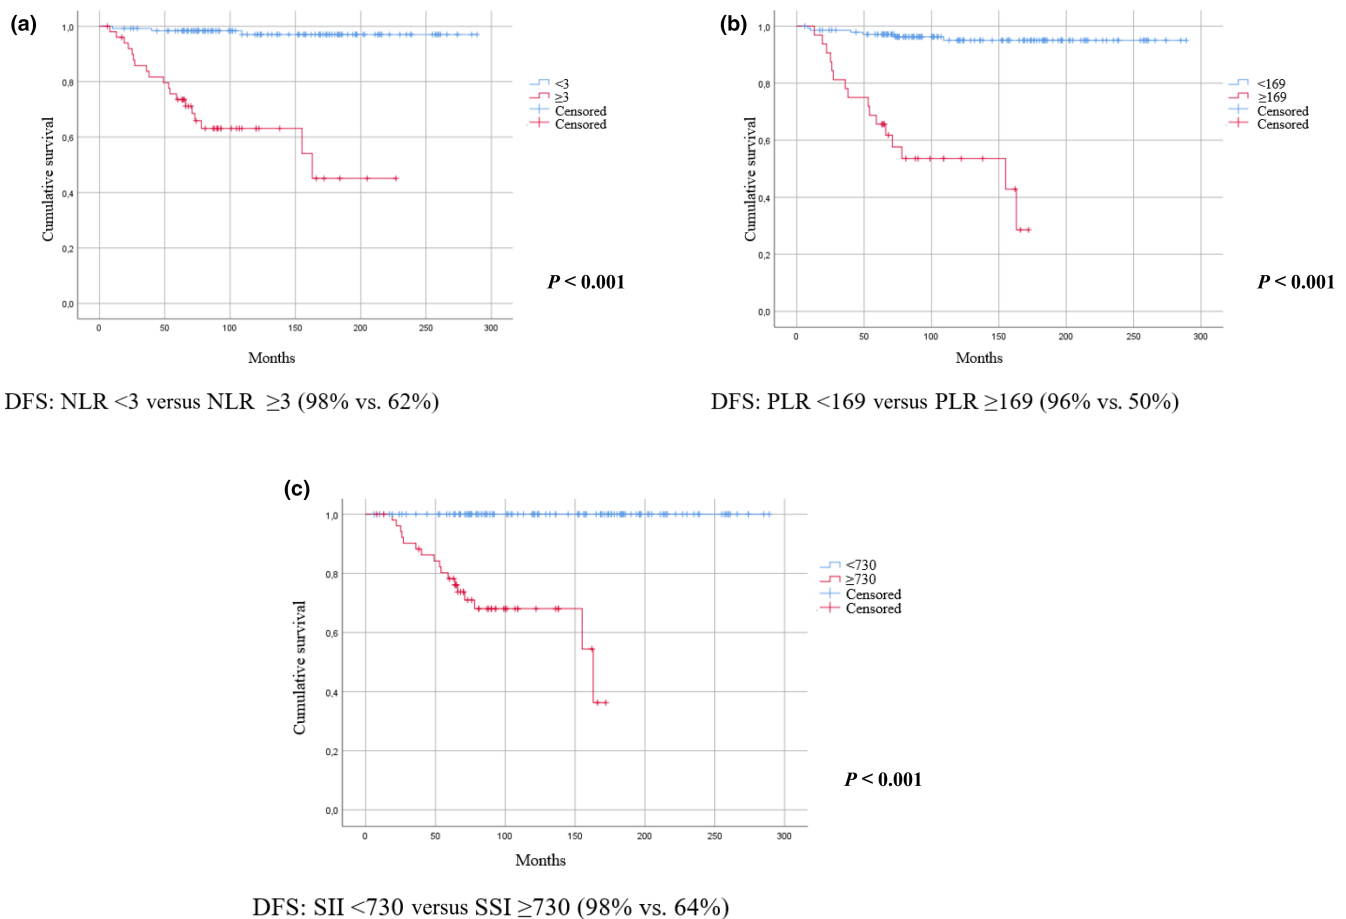 (a)
1,0
0,8
0,6
0,4
0,2
0,0
Cumulative survival
0 50 100 150 200 250 300
Months
<3
≥3
Censored
Censored
P < 0.001
DFS: NLR <3 versus NLR ≥3 (98% vs. 62%)
(b)
1,0
0,8
0,6
0,4
0,2
0,0
Cumulative survival
0 50 100 150 200 250 300
Months
<169
≥169
Censored
Censored
P < 0.001
DFS: PLR <169 versus PLR ≥169 (96% vs. 50%)
(c)
1,0
0,8
0,6
0,4
0,2
0,0
Cumulative survival
0 50 100 150 200 250 300
Months
<730
≥730
Censored
Censored
P < 0.001
DFS: SII <730 versus SSI ≥730 (98% vs. 64%)